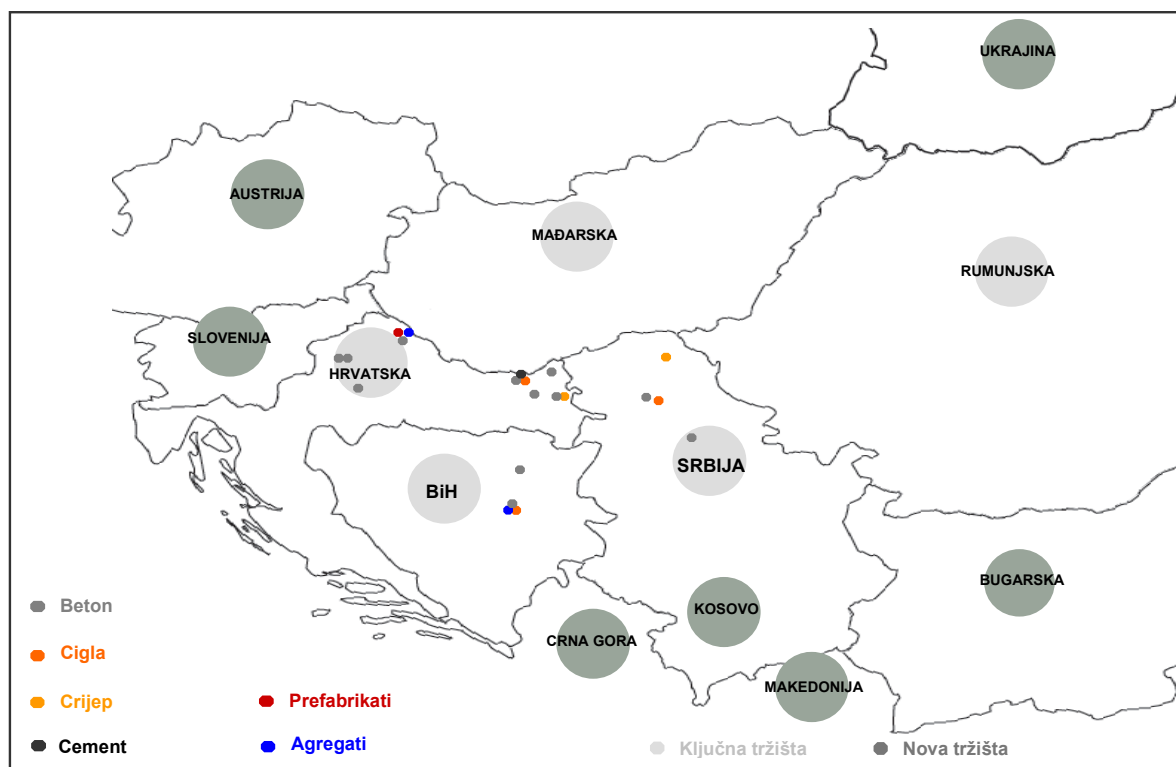 UKRAJINA
AUSTRIJA
MAĐARSKA
RUMUNJSKA
SLOVENIJA
HRVATSKA
SRBIJA
BiH
BUGARSKA
KOSOVO
CRNA GORA
MAKEDONIJA
Beton
Cigla
Crijep
Prefabrikati
Cement
Agregati
Ključna tržišta
Nova tržišta